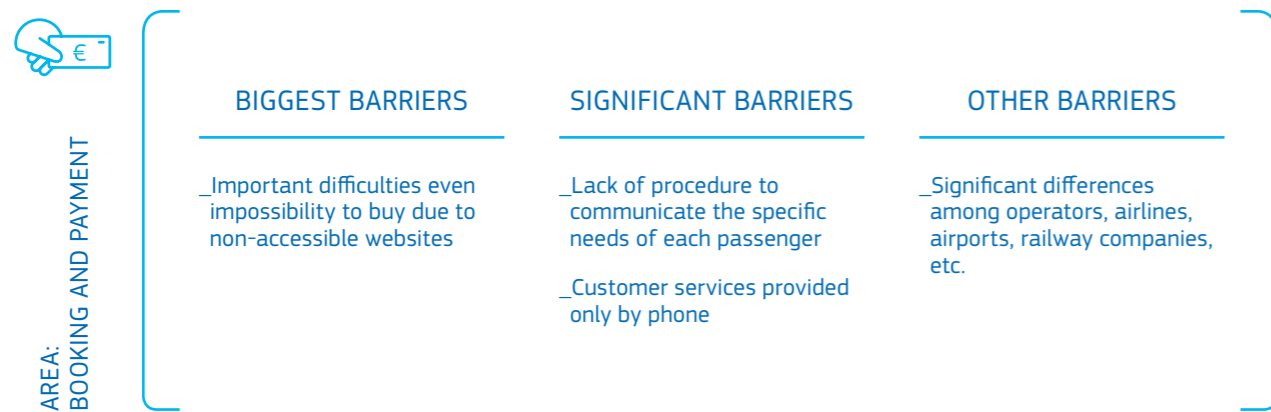 €
AREA:
BOOKING AND PAYMENT
BIGGEST BARRIERS
_Important difficulties even
impossibility to buy due to
non-accessible websites
SIGNIFICANT BARRIERS
_Lack of procedure to
communicate the specific
needs of each passenger
_Customer services provided
only by phone
OTHER BARRIERS
_Significant differences
among operators, airlines,
airports, railway companies,
etc.